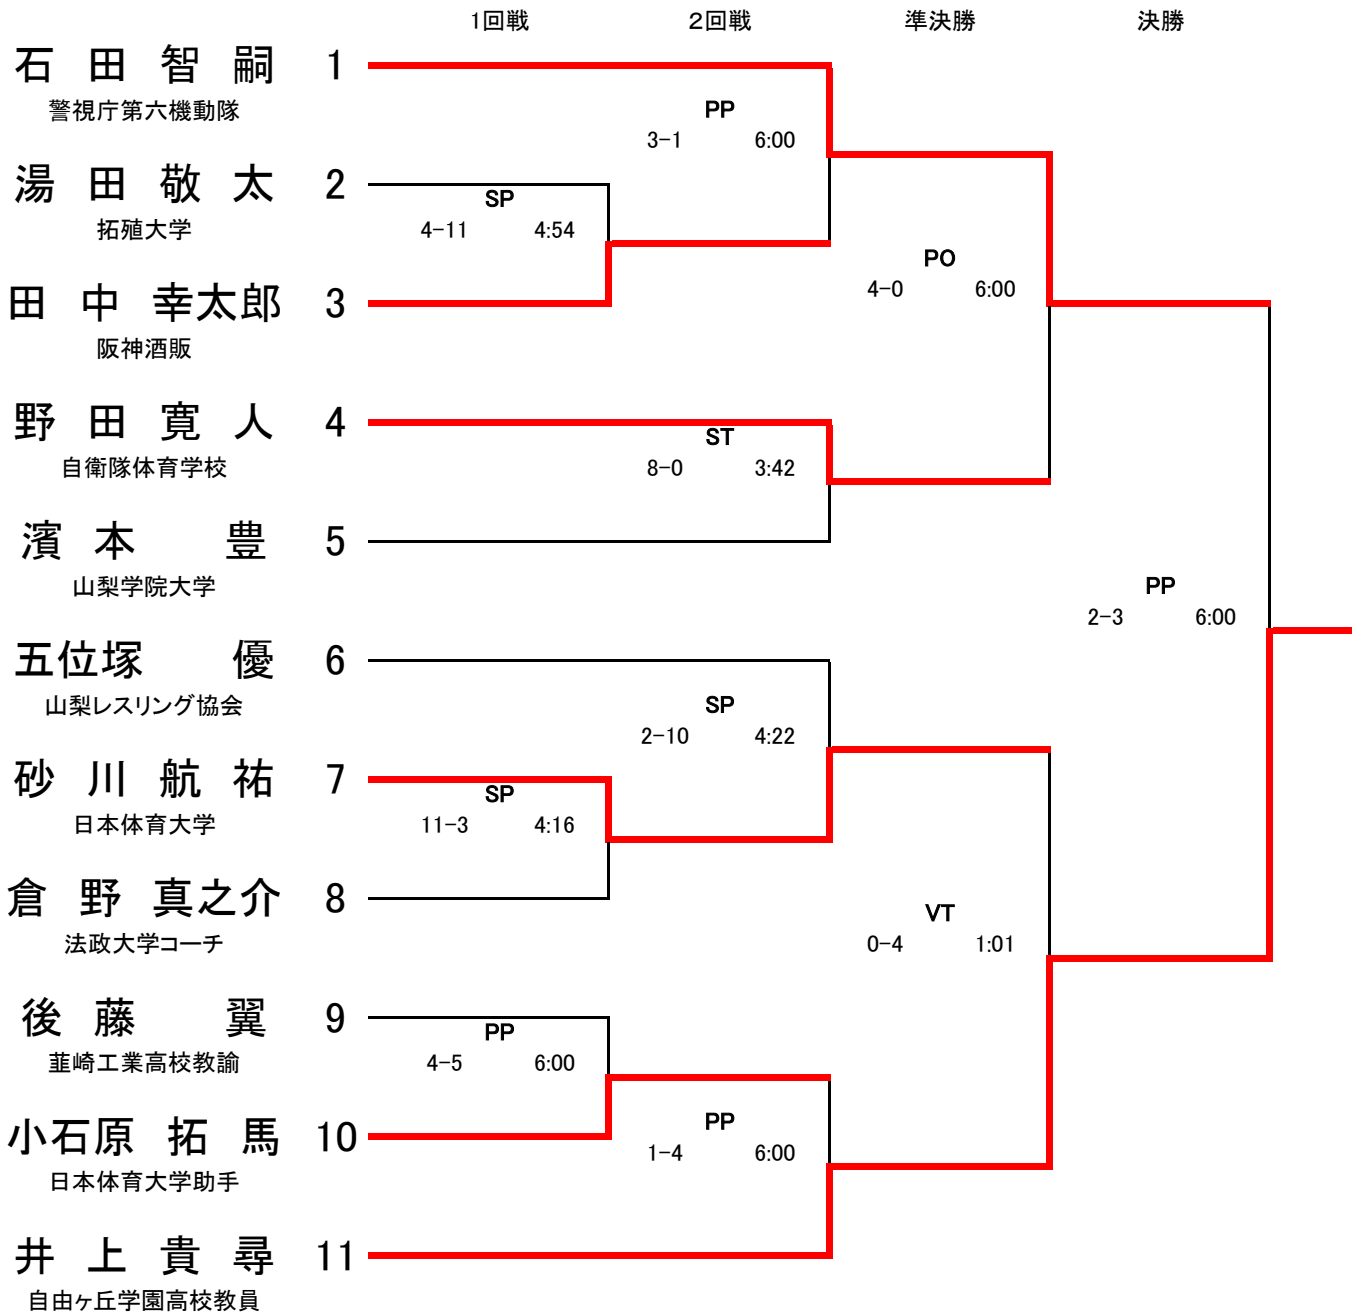 1回戦 2回戦 準決勝 決勝
石田智嗣 1
警視庁第六機動隊
PP
3-1 6:00
湯田敬太 2
拓殖大学
SP
4-11 4:54
田中幸太郎 3
阪神酒販
PO
4-0 6:00
野田寛人 4
自衛隊体育学校
ST
8-0 3:42
濱本豊 5
山梨学院大学
PP
2-3 6:00
五位塚優 6
山梨レスリング協会
SP
2-10 4:22
砂川航祐 7
日本体育大学
SP
11-3 4:16
倉野真之介 8
法政大学コーチ
VT
0-4 1:01
後藤翼 9
韮崎工業高校教諭
PP
4-5 6:00
小石原拓馬 10
日本体育大学助手
PP
1-4 6:00
井上貴尋 11
自由ヶ丘学園高校教員